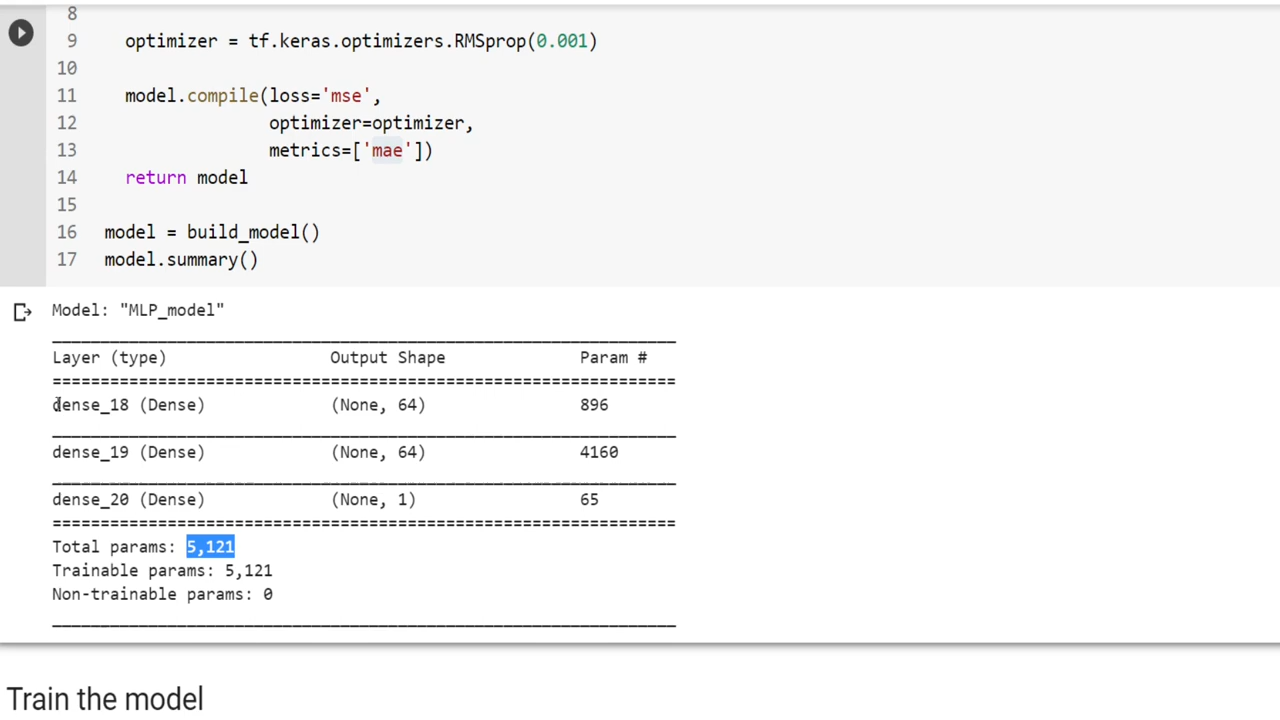 8
9 optimizer = tf.keras.optimizers.RMSprop(0.001)
10
11 model.compile(loss='mse',
12 optimizer=optimizer,
13 metrics=['mae'])
14 return model
15
16 model = build_model()
17 model.summary()
Model: "MLP_model"
Layer (type) Output Shape Param #
=================================================================
dense_18 (Dense) (None, 64) 896
dense_19 (Dense) (None, 64) 4160
dense_20 (Dense) (None, 1) 65
=================================================================
Total params: 5,121
Trainable params: 5,121
Non-trainable params: 0
Train the model